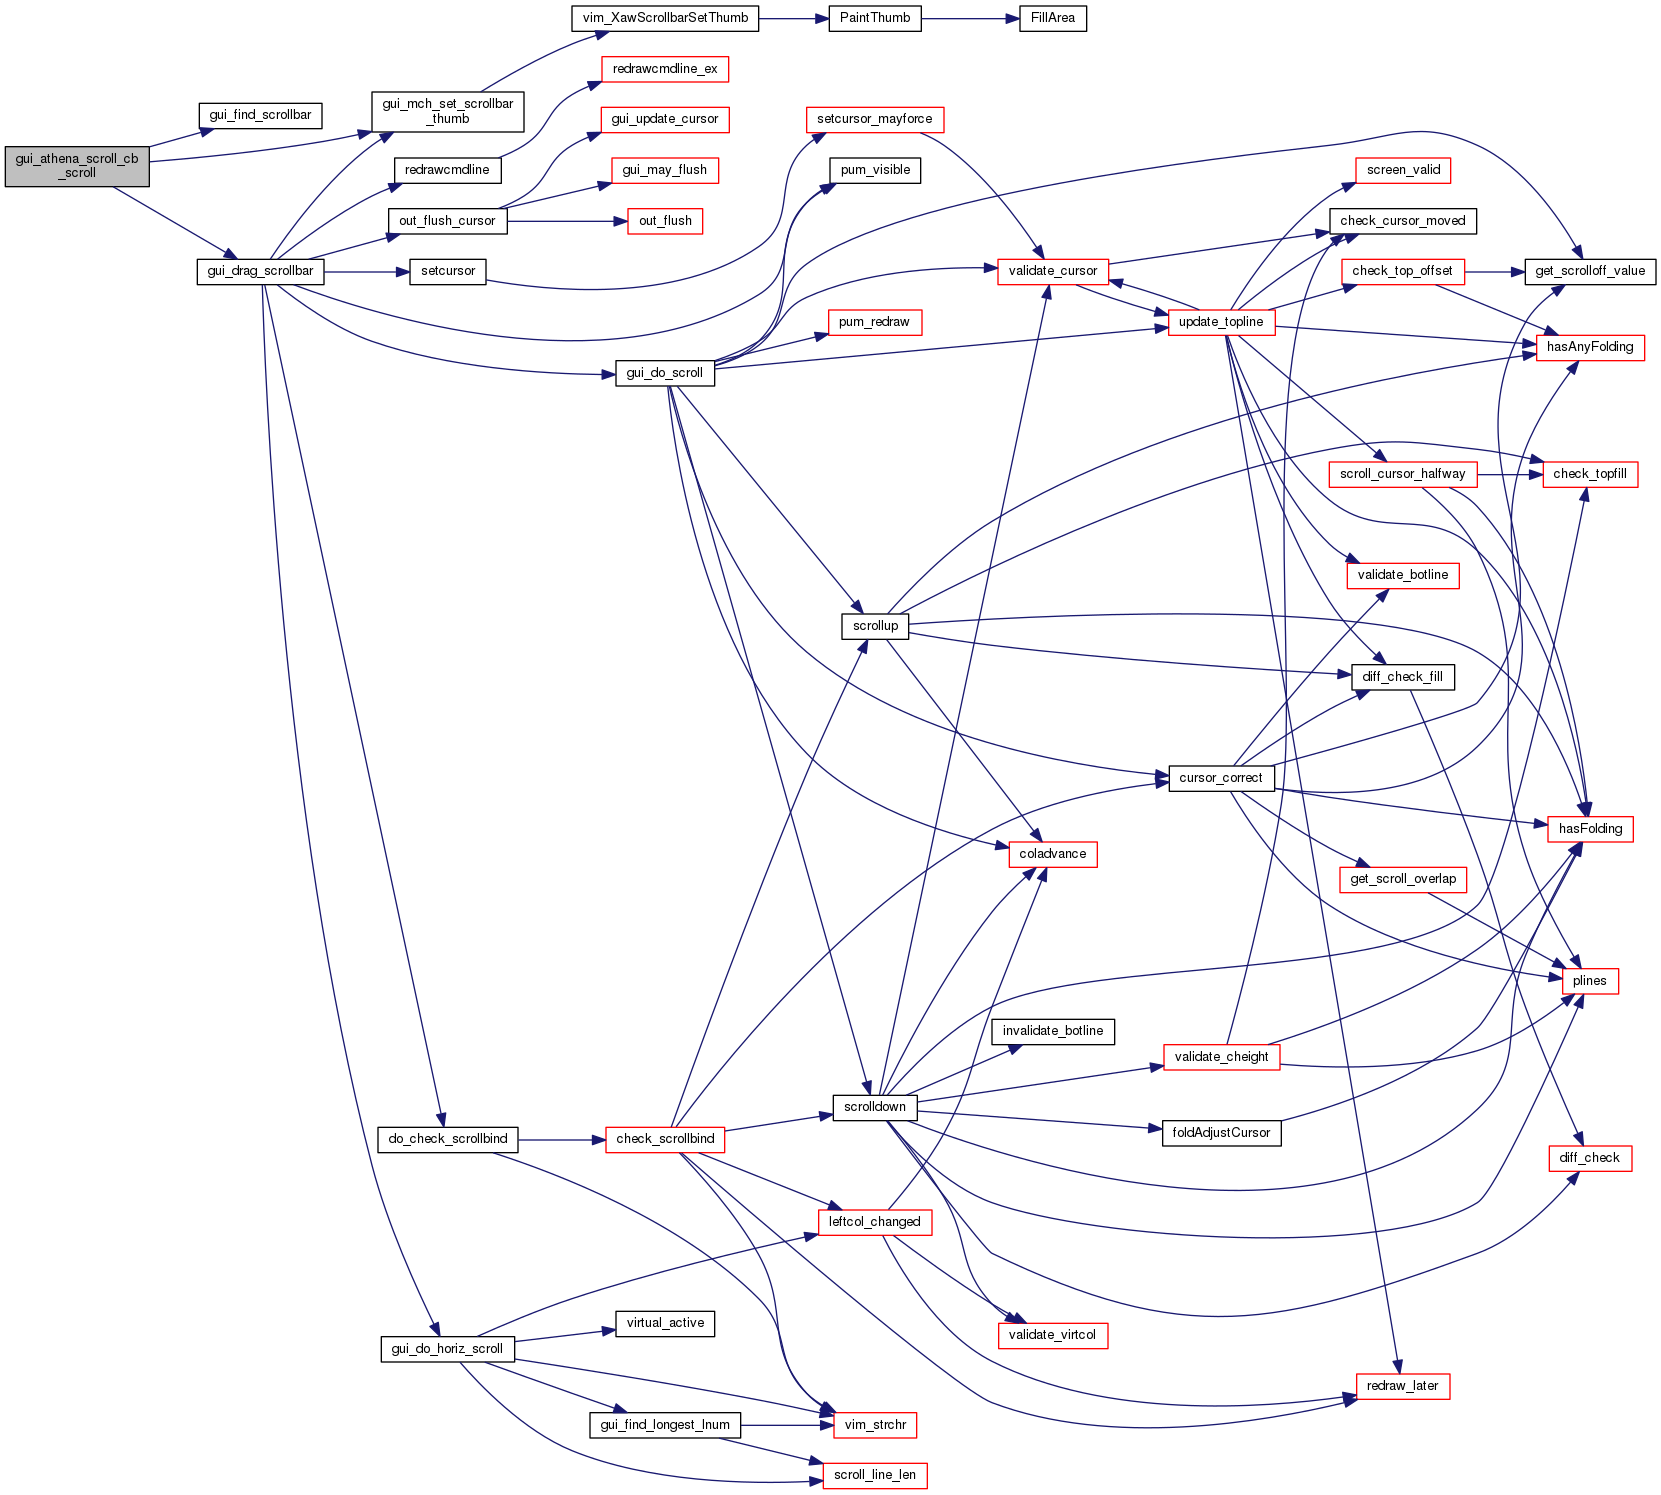 vim_XawScrollbarSetThumb
PaintThumb
FillArea
redrawcmdline_ex
gui_mch_set_scrollbar
_thumb
gui_find_scrollbar
gui_update_cursor
setcursor_mayforce
gui_athena_scroll_cb
_scroll
redrawcmdline
gui_may_flush
pum_visible
screen_valid
out_flush_cursor
out_flush
check_cursor_moved
gui_drag_scrollbar
setcursor
validate_cursor
check_top_offset
get_scrolloff_value
pum_redraw
update_topline
hasAnyFolding
gui_do_scroll
scroll_cursor_halfway
check_topfill
validate_botline
scrollup
diff_check_fill
cursor_correct
hasFolding
coladvance
get_scroll_overlap
plines
invalidate_botline
validate_cheight
scrolldown
foldAdjustCursor
do_check_scrollbind
check_scrollbind
diff_check
leftcol_changed
virtual_active
validate_virtcol
gui_do_horiz_scroll
redraw_later
gui_find_longest_lnum
vim_strchr
scroll_line_len